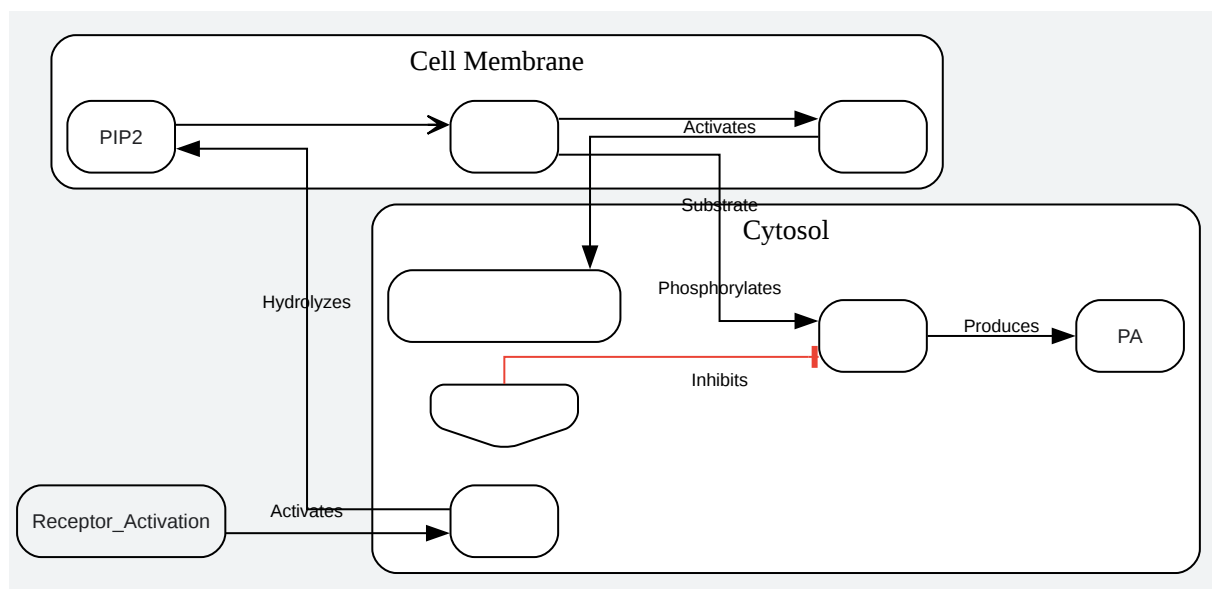 Cell Membrane
PIP2
Activates
Substrate
Cytosol
Phosphorylates
Hydrolyzes
Produces
PA
Inhibits
Activates
Receptor_Activation